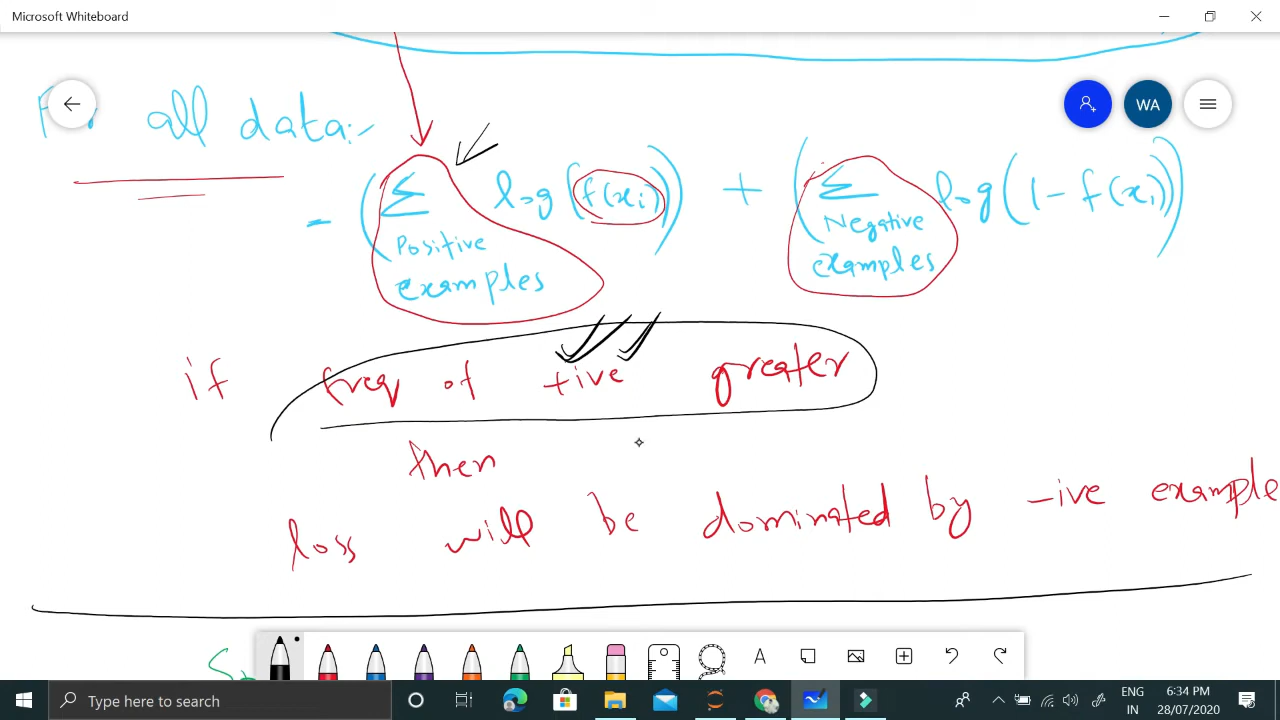 Microsoft Whiteboard
WA
all data:-
- ( Σ log (f(xi)) ) + ( Σ log (1 - f(xi)) )
Positive examples
Negative examples
if freq of +ive greater
then
loss will be dominated by -ive example
Type here to search
ENG
IN
6:34 PM
28/07/2020